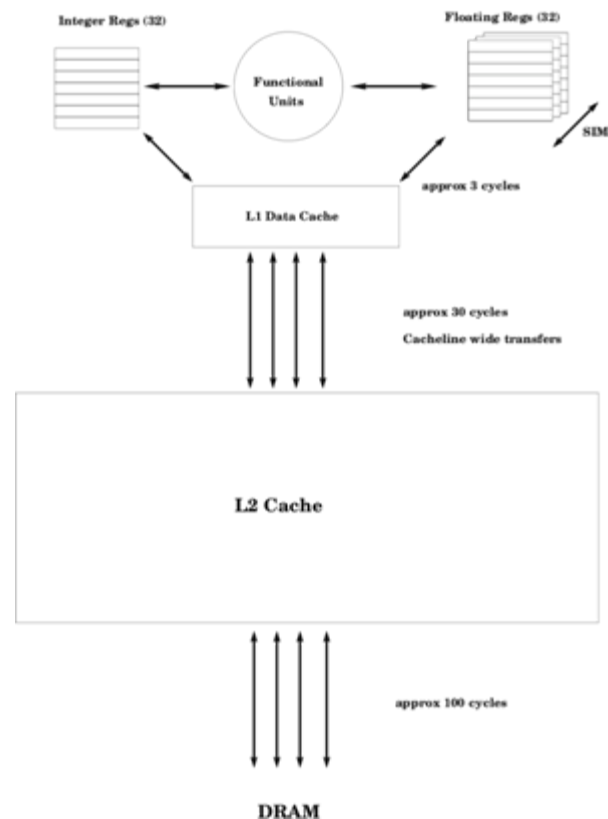 Integer Regs (32)
Floating Regs (32)
Functional
Units
SIM
approx 3 cycles
L1 Data Cache
approx 30 cycles
Cacheline wide transfers
L2 Cache
approx 100 cycles
DRAM